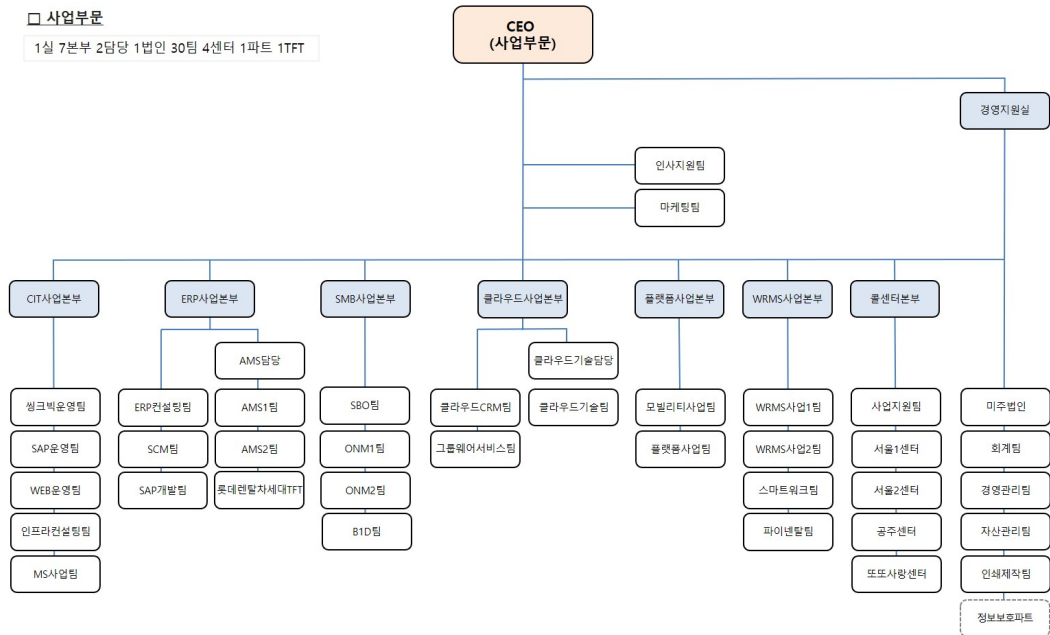 □ 사업부문
1실 7본부 2담당 1법인 30팀 4센터 1파트 1TFT
CEO
(사업부문)
경영지원실
인사지원팀
마케팅팀
CIT사업본부
ERP사업본부
SMB사업본부
클라우드사업본부
플랫폼사업본부
WRMS사업본부
콜센터본부
AMS담당
클라우드기술담당
씽크빅운영팀
ERP컨설팅팀
AMS1팀
SBO팀
클라우드CRM팀
클라우드기술팀
모빌리티사업팀
WRMS사업1팀
사업지원팀
미주법인
SAP운영팀
SCM팀
AMS2팀
ONM1팀
그룹웨어서비스팀
플랫폼사업팀
WRMS사업2팀
서울1센터
회계팀
WEB운영팀
SAP개발팀
롯데렌탈차세대TFT
ONM2팀
스마트워크팀
서울2센터
경영관리팀
인프라컨설팅팀
B1D팀
파이넨탈팀
공주센터
자산관리팀
MS사업팀
또또사랑센터
인쇄제작팀
정보보호파트